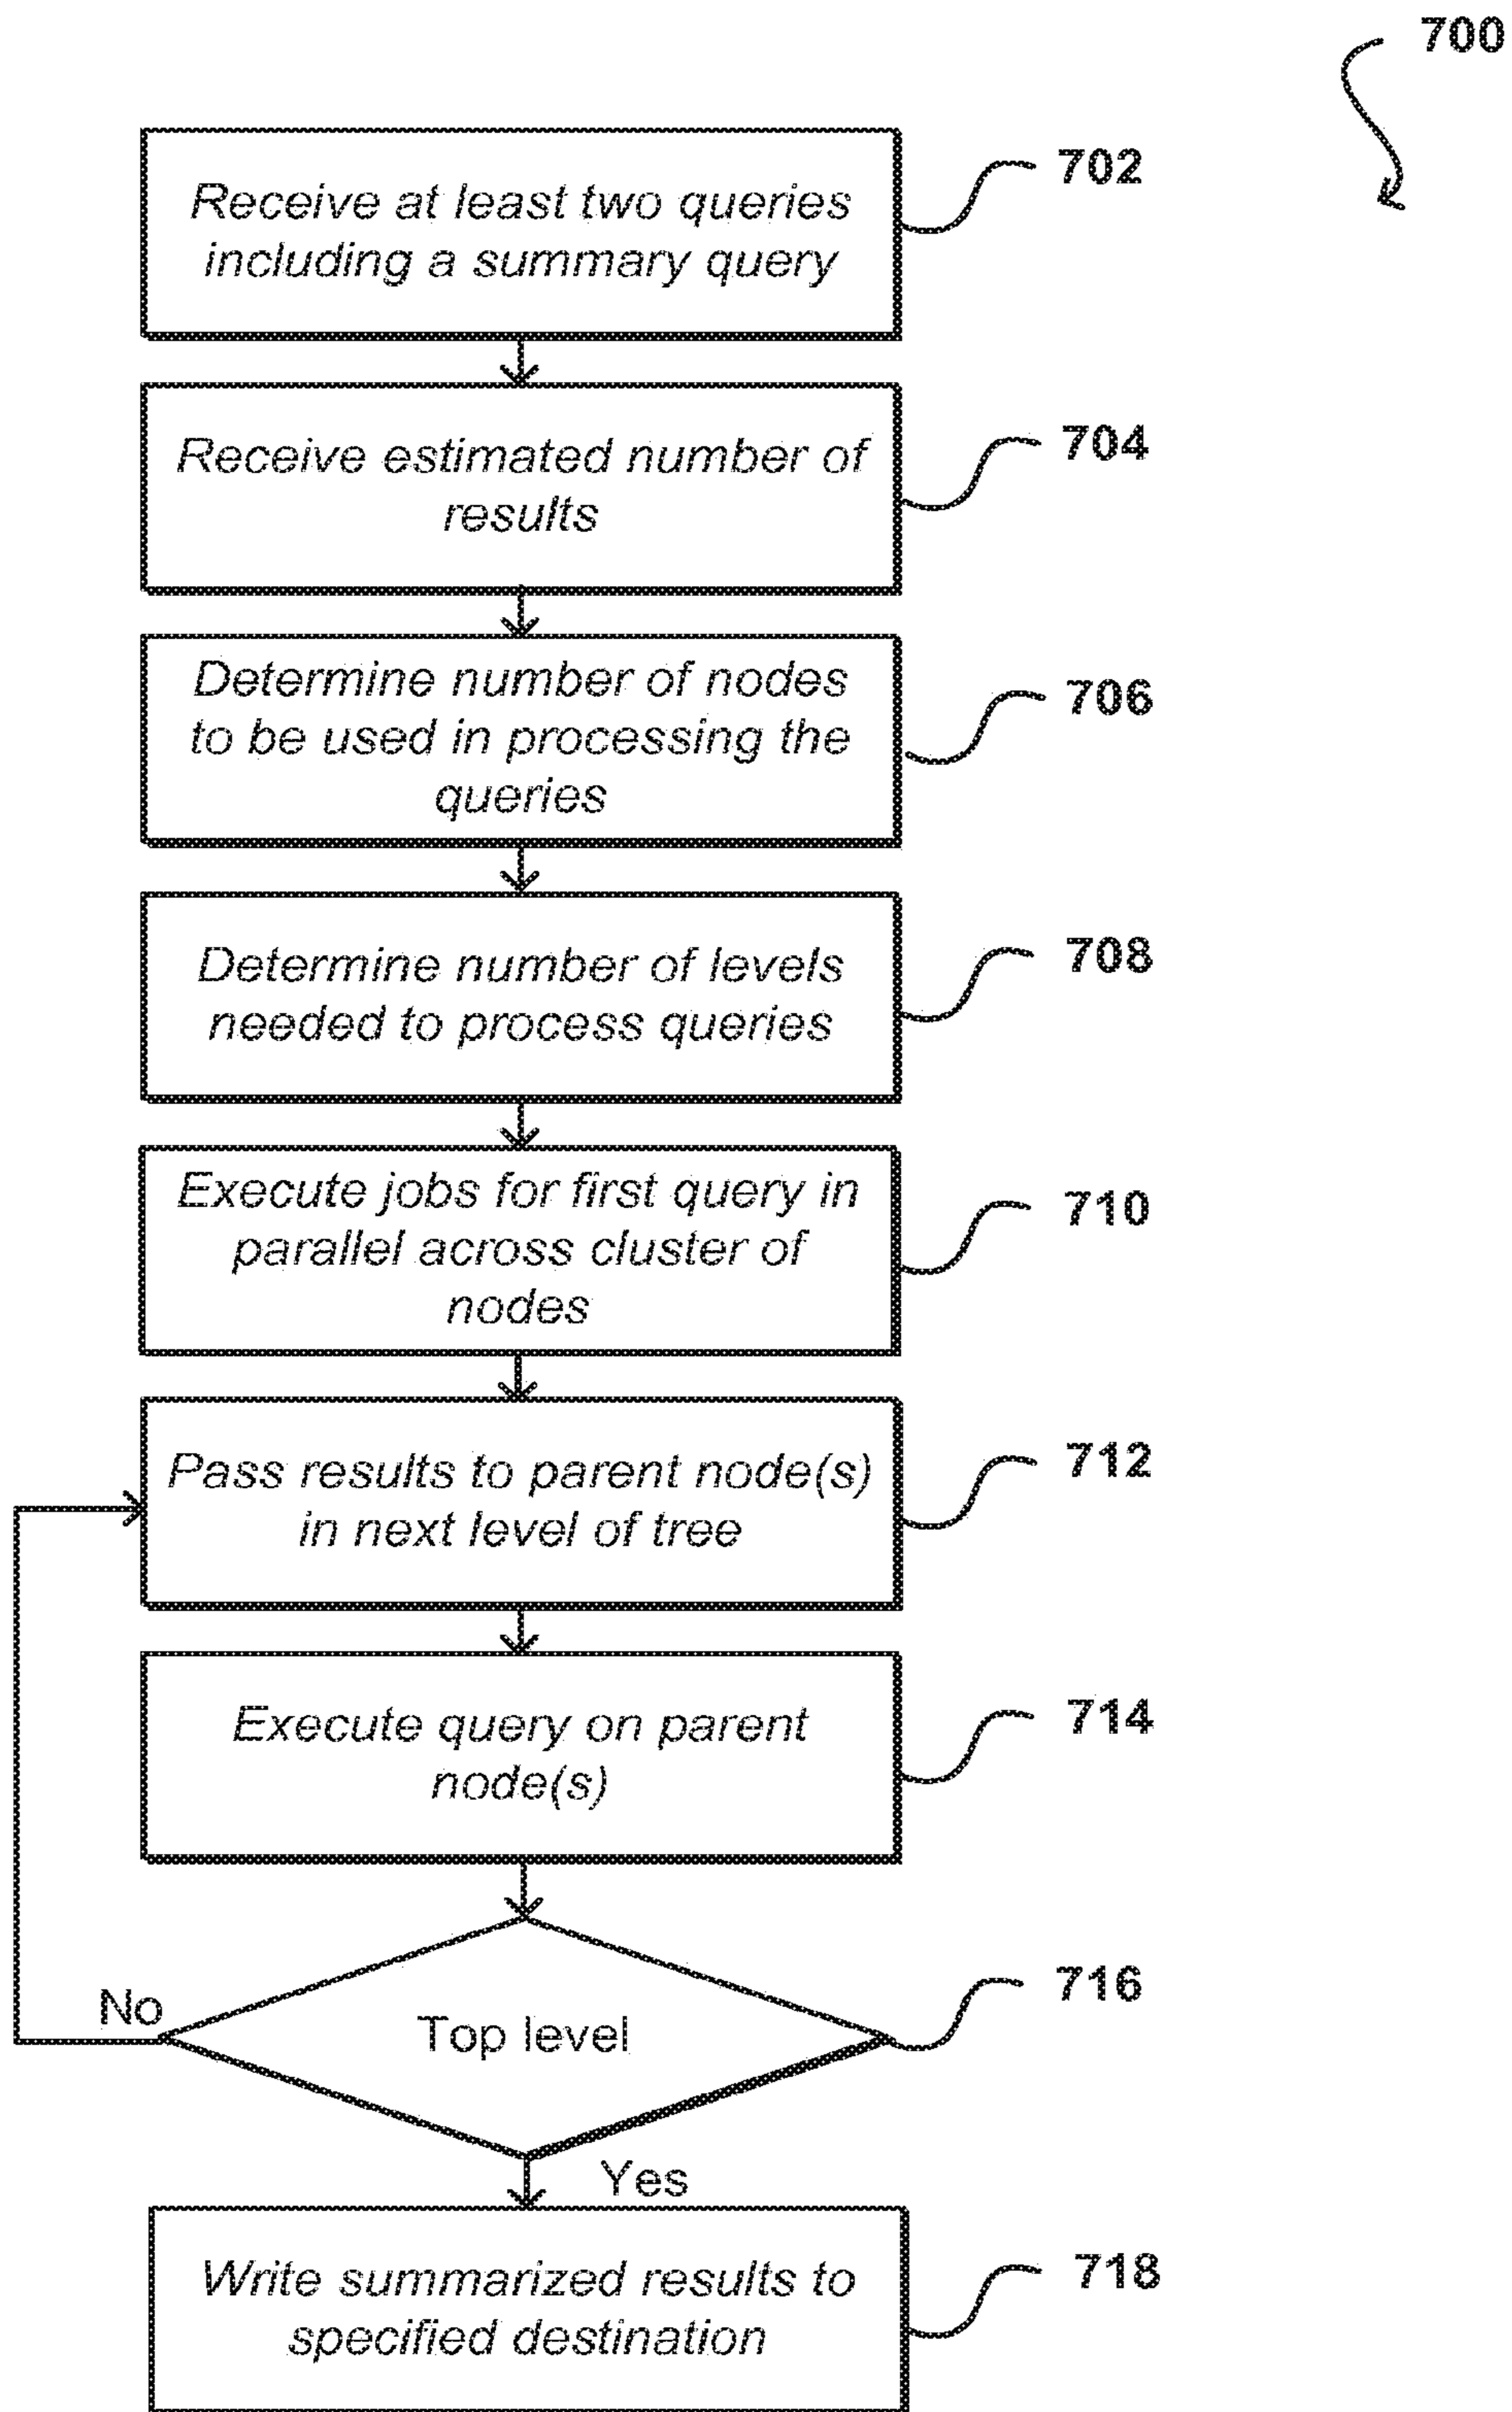 700
Receive at least two queries
including a summary query
702
Receive estimated number of
results
704
Determine number of nodes
to be used in processing the
queries
706
Determine number of levels
needed to process queries
708
Execute jobs for first query in
parallel across cluster of
nodes
710
Pass results to parent node(s)
in next level of tree
712
Execute query on parent
node(s)
714
Top level
716
No
Yes
Write summarized results to
specified destination
718